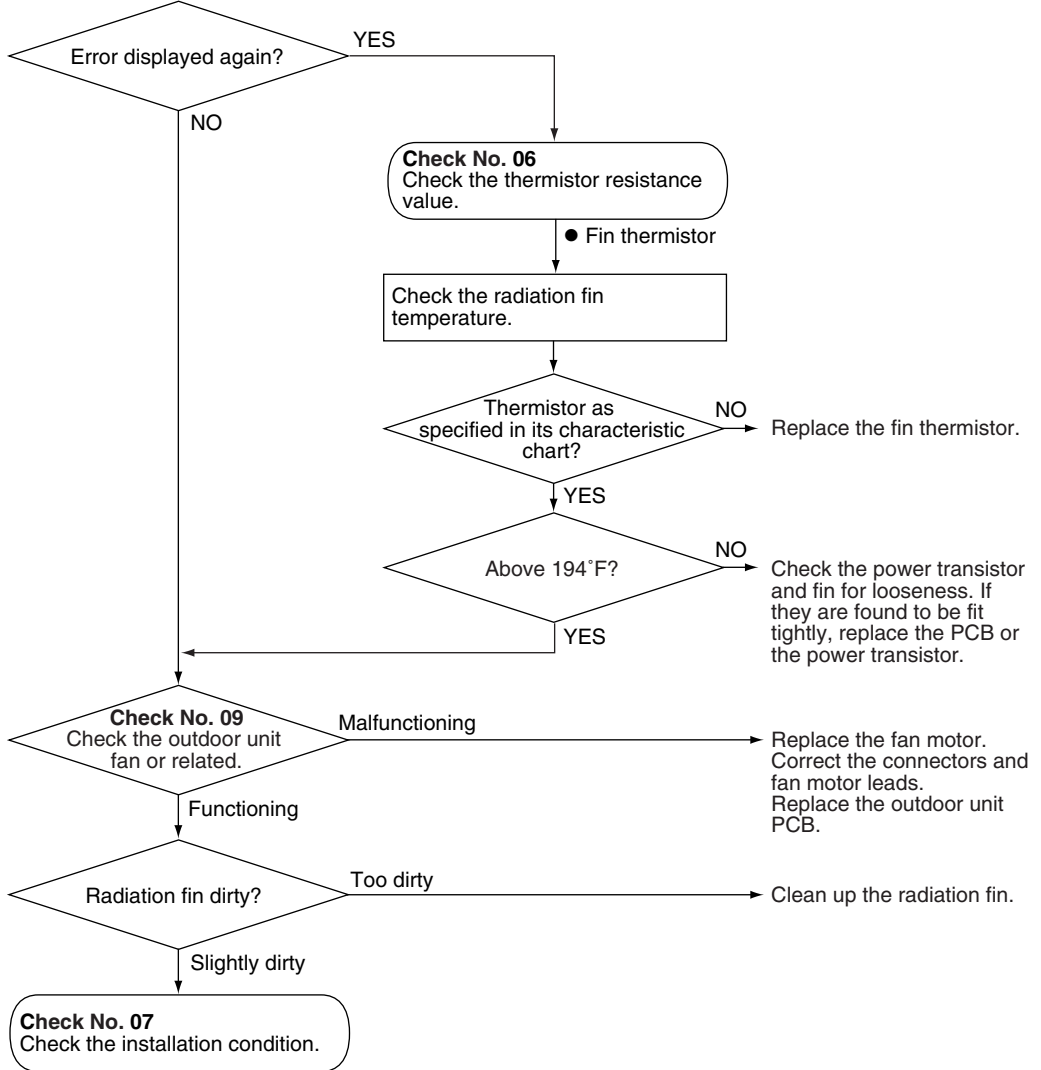 Error displayed again?
YES
NO
Check No. 06
Check the thermistor resistance
value.
● Fin thermistor
Check the radiation fin
temperature.
Thermistor as
specified in its characteristic
chart?
NO
Replace the fin thermistor.
YES
Above 194˚F?
NO
Check the power transistor
and fin for looseness. If
they are found to be fit
tightly, replace the PCB or
the power transistor.
YES
Check No. 09
Check the outdoor unit
fan or related.
Malfunctioning
Replace the fan motor.
Correct the connectors and
fan motor leads.
Replace the outdoor unit
PCB.
Functioning
Radiation fin dirty?
Too dirty
Clean up the radiation fin.
Slightly dirty
Check No. 07
Check the installation condition.